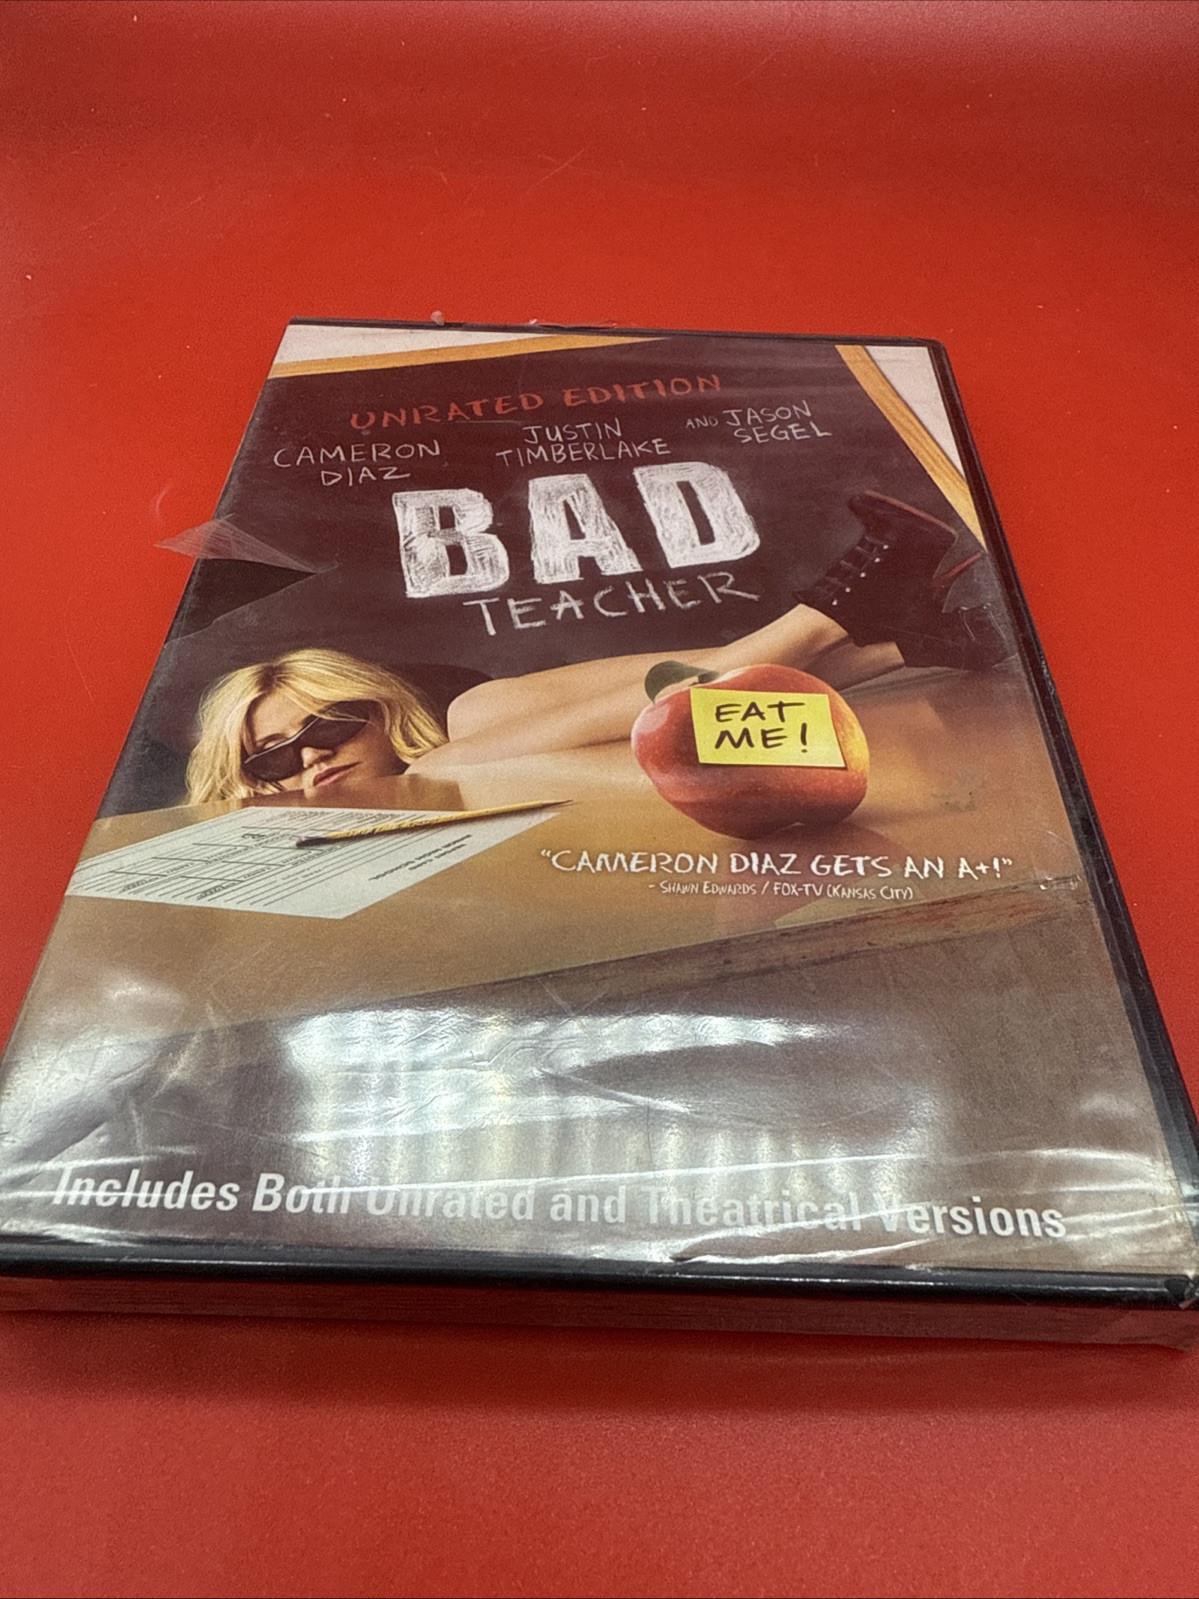 UNRATED EDITION
CAMERON
DIAZ
JUSTIN
TIMBERLAKE
AND JASON
SEGEL
BAD
TEACHER
EAT
ME!
"CAMERON DIAZ GETS AN A+!"
- SHAWN EDWARDS / FOX-TV (KANSAS CITY)
Includes Both Unrated and Theatrical Versions